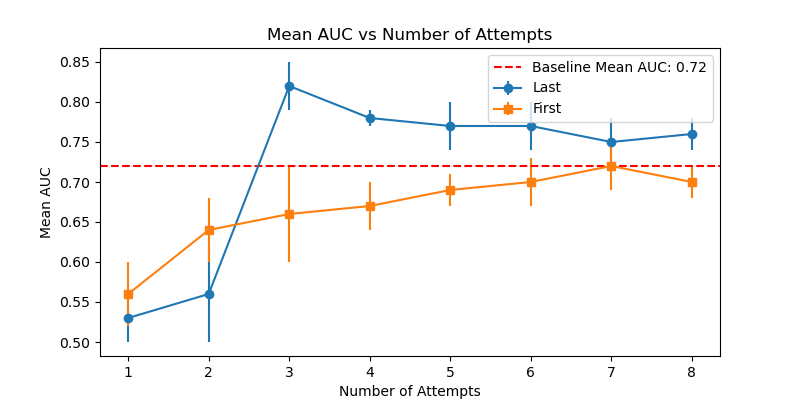 Mean AUC vs Number of Attempts
Baseline Mean AUC: 0.72
Last
First
Mean AUC
0.85
0.80
0.75
0.70
0.65
0.60
0.55
0.50
1 2 3 4 5 6 7 8
Number of Attempts